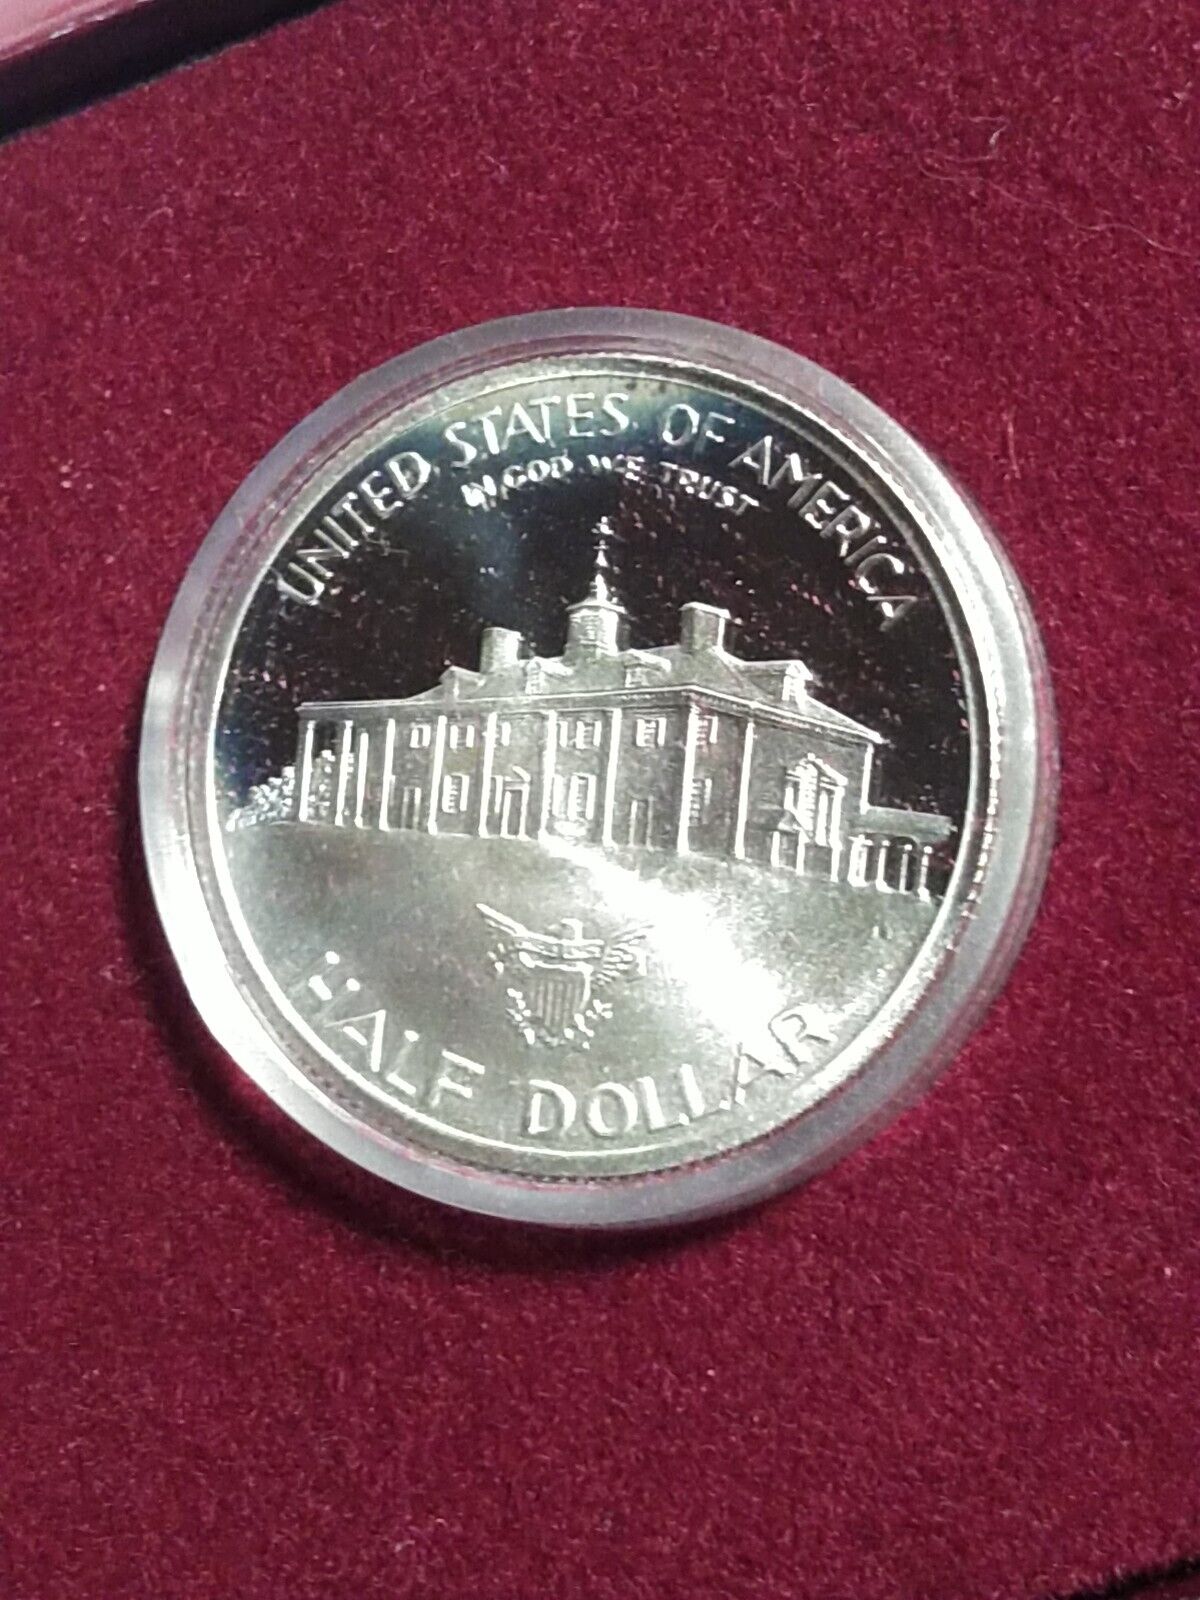 UNITED STATES OF AMERICA
IN GOD WE TRUST
HALF DOLLAR